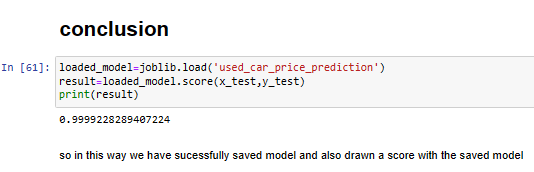 conclusion
In [61]: loaded_model=joblib.load('used_car_price_prediction')
result=loaded_model.score(x_test,y_test)
print(result)
0.9999228289407224
so in this way we have sucessfully saved model and also drawn a score with the saved model